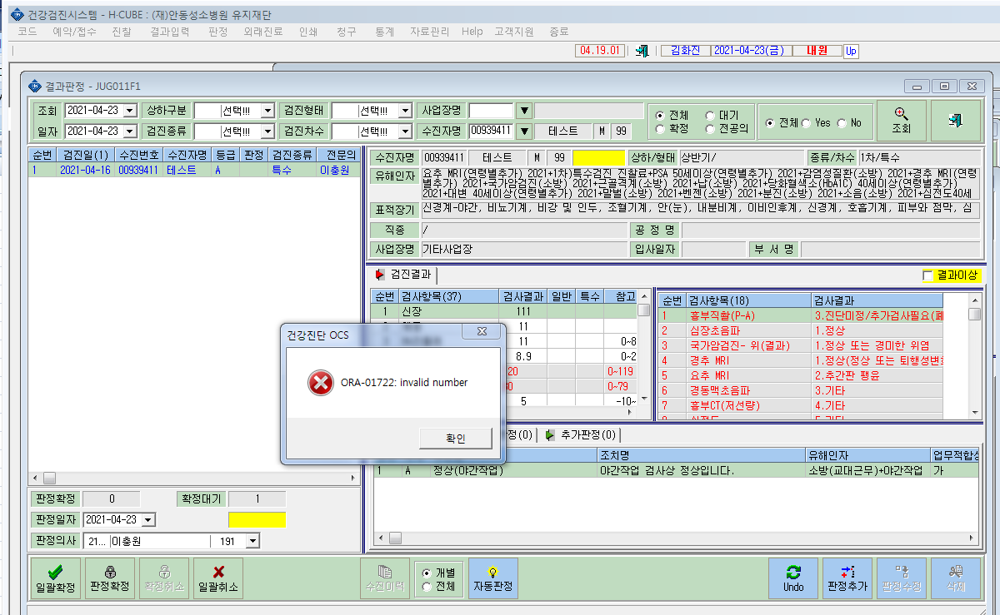 건강검진시스템 - H·CUBE : (재)안동성소병원 유지재단
코드 예약/접수 진찰 결과입력 판정 외래진료 인쇄 청구 통계 자료관리 Help 고객지원 종료
04.19.01 김화진 2021-04-23(금) 내원 Up
결과판정 - JUG011F1
조회 2021-04-23 상하구분 선택!!! 검진형태 선택!!! 사업장명
일자 2021-04-23 검진종류 선택!!! 검진차수 선택!!! 수진자명 00939411 테스트 M 99
전체 대기
확정 전공의
전체 Yes No
조회
순번 검진일(1) 수진번호 수진자명 등급 판정 검진종류 전문의
1 2021-04-16 00939411 테스트 A 특수 이충원
수진자명 00939411 테스트 M 99 상하/형태 상반기/ 종류/차수 1차/특수
유해인자 요추 MRI(연령별추가) 2021+1차)특수검진 진찰료+PSA 50세이상(연령별추가) 2021+감염성질환(소방) 2021+경추 MRI(연령
별추가) 2021+국가암검진(소방) 2021+근골격계(소방) 2021+납(소방) 2021+당화혈색소(HbA1C) 40세이상(연령별추가)
2021+대변 40세이상(연령별추가) 2021+말벌(소방) 2021+벤젠(소방) 2021+분진(소방) 2021+소음(소방) 2021+심전도40세
표적장기 신경계-야간, 비뇨기계, 비강 및 인두, 조혈기계, 안(눈), 내분비계, 이비인후계, 신경계, 호흡기계, 피부와 점막, 심
직종 / 공 정 명
사업장명 기타사업장 입사일자 부 서 명
검진결과 결과이상
순번 검사항목(37) 검사결과 일반 특수 참고
1 신장 111
11
11 0~8
8.9 0~2
20 0~119
0~79
5 -10~
순번 검사항목(18) 검사결과
1 흉부직촬(P-A) 3.진단미정/추가검사필요(폐
2 심장초음파 1.정상
3 국가암검진- 위(결과) 1.정상 또는 경미한 위염
4 경추 MRI 1.정상(정상 또는 퇴행성변화
5 요추 MRI 2.추간판 팽윤
6 경동맥초음파 3.기타
7 흉부CT(저선량) 4.기타
건강진단 OCS
ORA-01722: invalid number
확인
정(0) 추가판정(0)
조치명 유해인자 업무적합성
1 A 정상(야간작업) 야간작업 검사상 정상입니다. 소방(교대근무)+야간작업 가
판정확정 0 확정대기 1
판정일자 2021-04-23
판정의사 21... 이충원 191
일괄확정 판정확정 확정취소 일괄취소 수진이력 개별 전체 자동판정 Undo 판정추가 판정수정 삭제